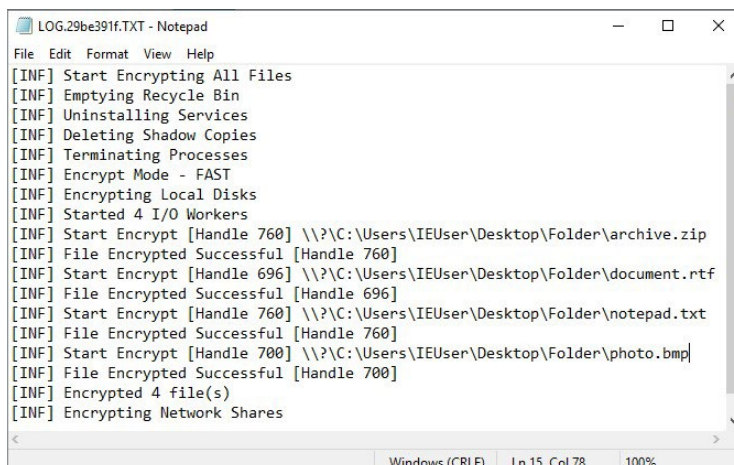 LOG.29be391f.TXT - Notepad
File Edit Format View Help
[INF] Start Encrypting All Files
[INF] Emptying Recycle Bin
[INF] Uninstalling Services
[INF] Deleting Shadow Copies
[INF] Terminating Processes
[INF] Encrypt Mode - FAST
[INF] Encrypting Local Disks
[INF] Started 4 I/O Workers
[INF] Start Encrypt [Handle 760] \\?\C:\Users\IEUser\Desktop\Folder\archive.zip
[INF] File Encrypted Successful [Handle 760]
[INF] Start Encrypt [Handle 696] \\?\C:\Users\IEUser\Desktop\Folder\document.rtf
[INF] File Encrypted Successful [Handle 696]
[INF] Start Encrypt [Handle 760] \\?\C:\Users\IEUser\Desktop\Folder\notepad.txt
[INF] File Encrypted Successful [Handle 760]
[INF] Start Encrypt [Handle 700] \\?\C:\Users\IEUser\Desktop\Folder\photo.bmp
[INF] File Encrypted Successful [Handle 700]
[INF] Encrypted 4 file(s)
[INF] Encrypting Network Shares
Windows (CRLF) Ln 15, Col 78 100%